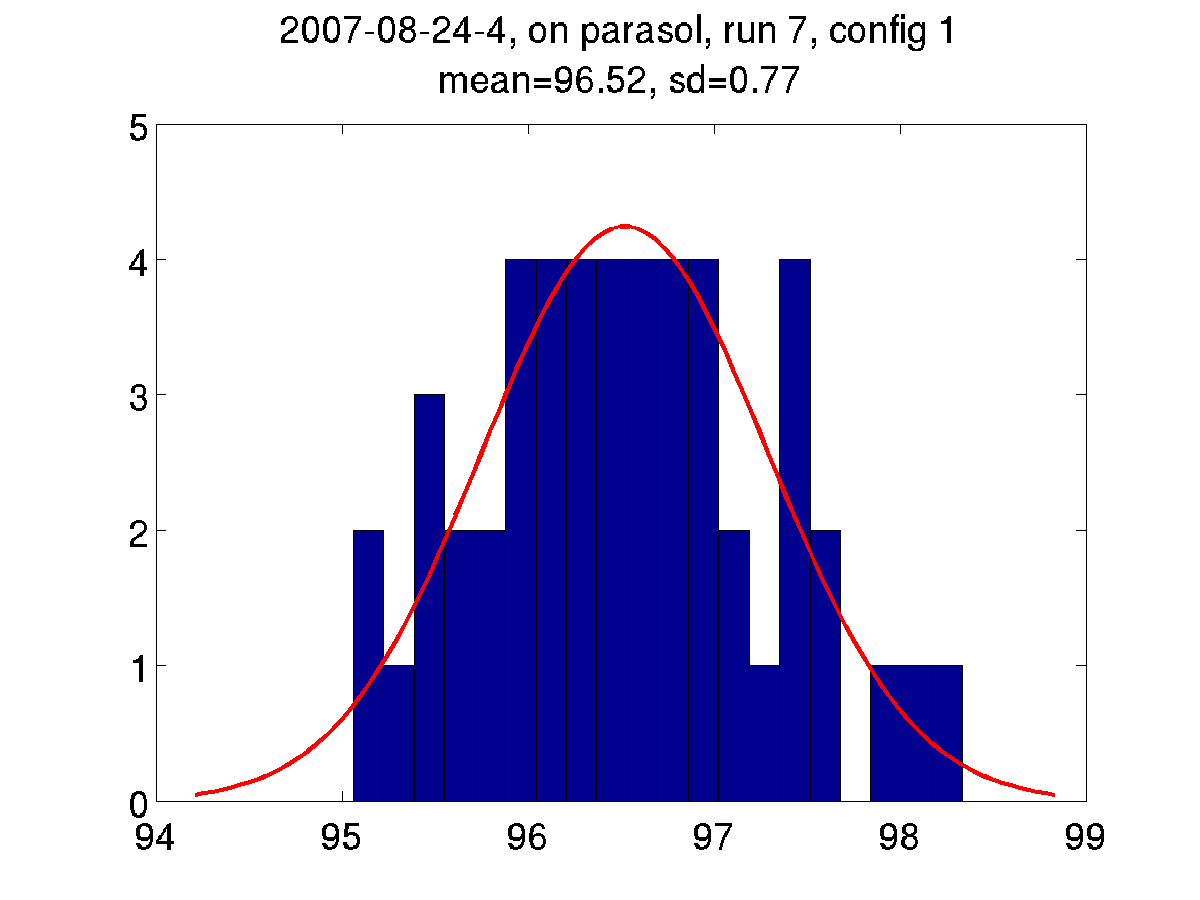 2007-08-24-4, on parasol, run 7, config 1
mean=96.52, sd=0.77
5
4
3
2
1
0
94 95 96 97 98 99